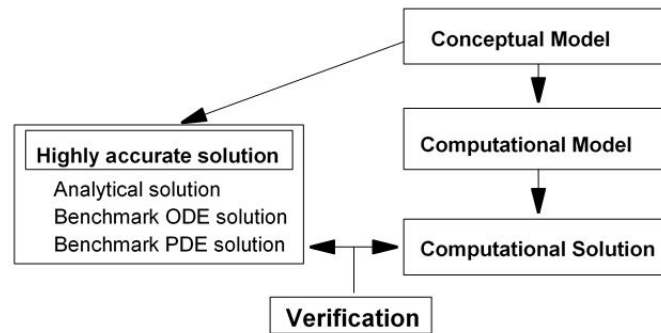 Conceptual Model
Highly accurate solution
Analytical solution
Benchmark ODE solution
Benchmark PDE solution
Computational Model
Computational Solution
Verification